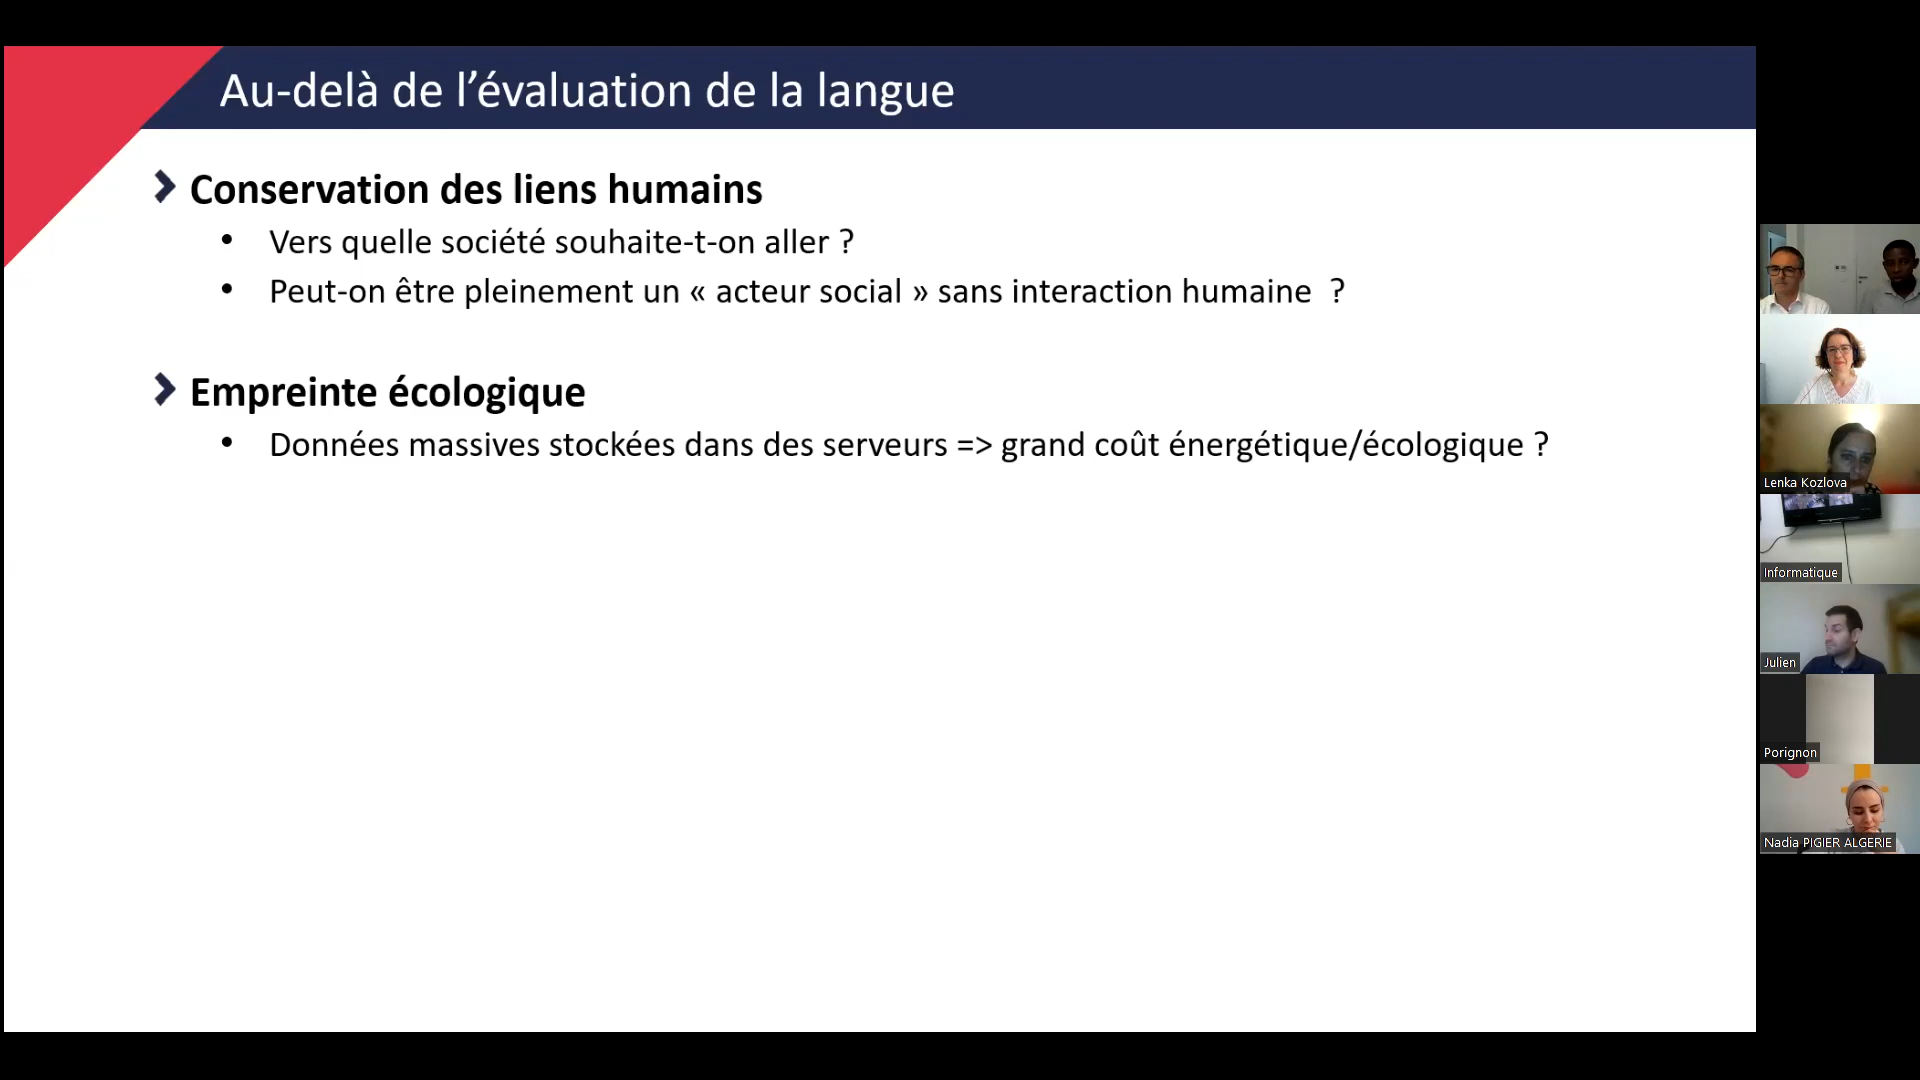 Au-delà de l’évaluation de la langue
Conservation des liens humains
• Vers quelle société souhaite-t-on aller ?
• Peut-on être pleinement un « acteur social » sans interaction humaine  ?
Empreinte écologique
• Données massives stockées dans des serveurs => grand coût énergétique/écologique ?
Lenka Kozlova
Informatique
Julien
Porignon
Nadia PIGIER ALGERIE